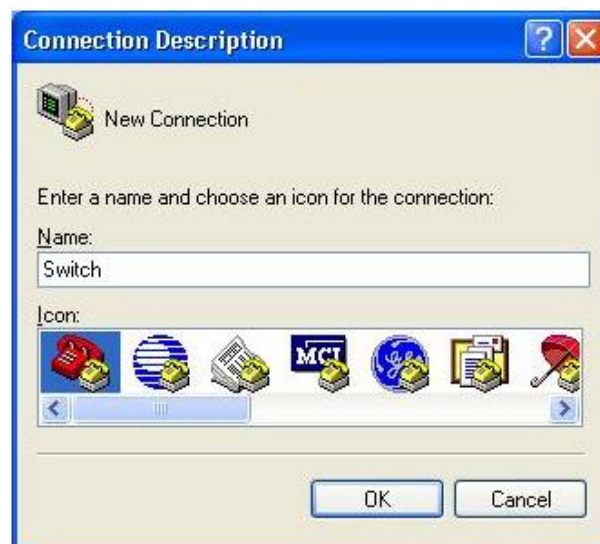 Connection Description
New Connection
Enter a name and choose an icon for the connection:
Name:
Switch
Icon:
MCI
OK Cancel